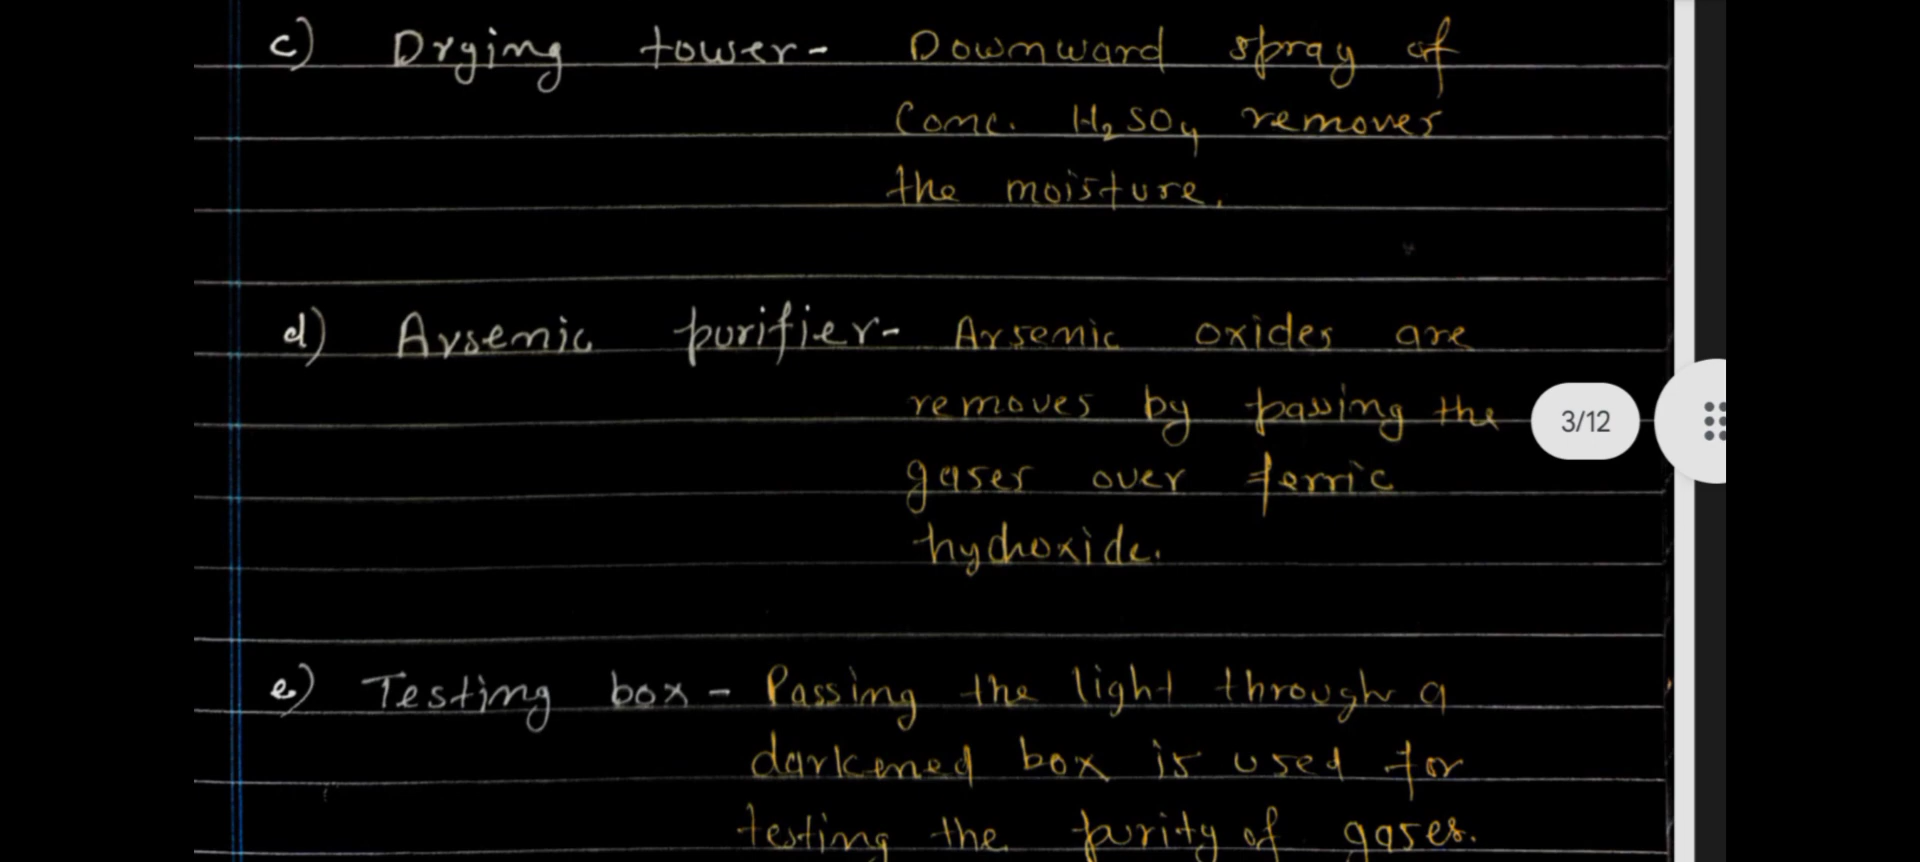 c) Drying tower- Downward spray of
Conc. H₂SO₄ removes
the moisture.
d) Arsenic purifier- Arsenic oxides are
removes by passing the
gases over ferric
hydroxide.
3/12
e) Testing box - Passing the light through a
darkened box is used for
testing the purity of gases.